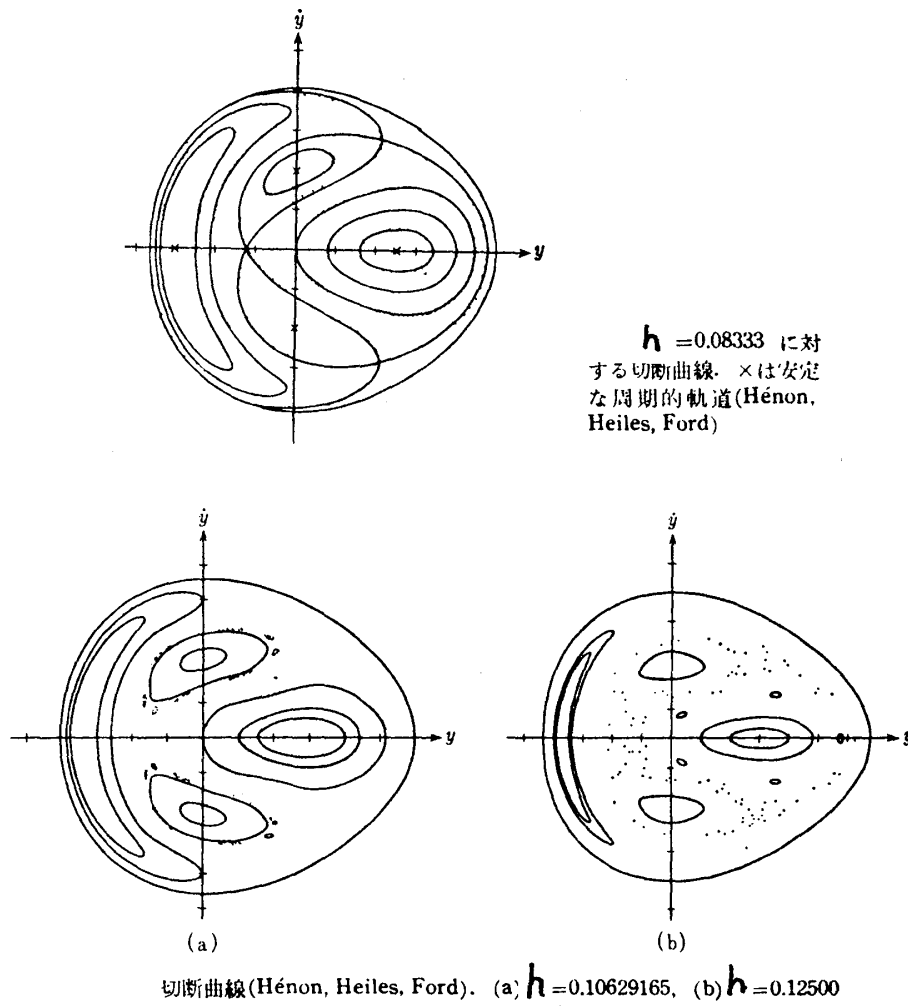 ẏ
y
h =0.08333 に対
する切断曲線. ×は安定
な周期的軌道(Hénon,
Heiles, Ford)
ẏ
y
(a)
ẏ
y
(b)
切断曲線(Hénon, Heiles, Ford). (a) h =0.10629165, (b) h =0.12500